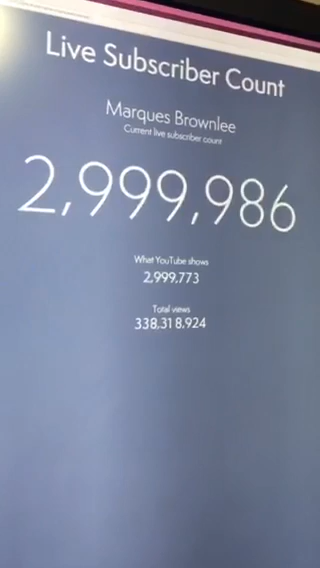 Live Subscriber Count
Marques Brownlee
Current live subscriber count
2,999,986
What YouTube shows
2,999,773
Total views
338,318,924